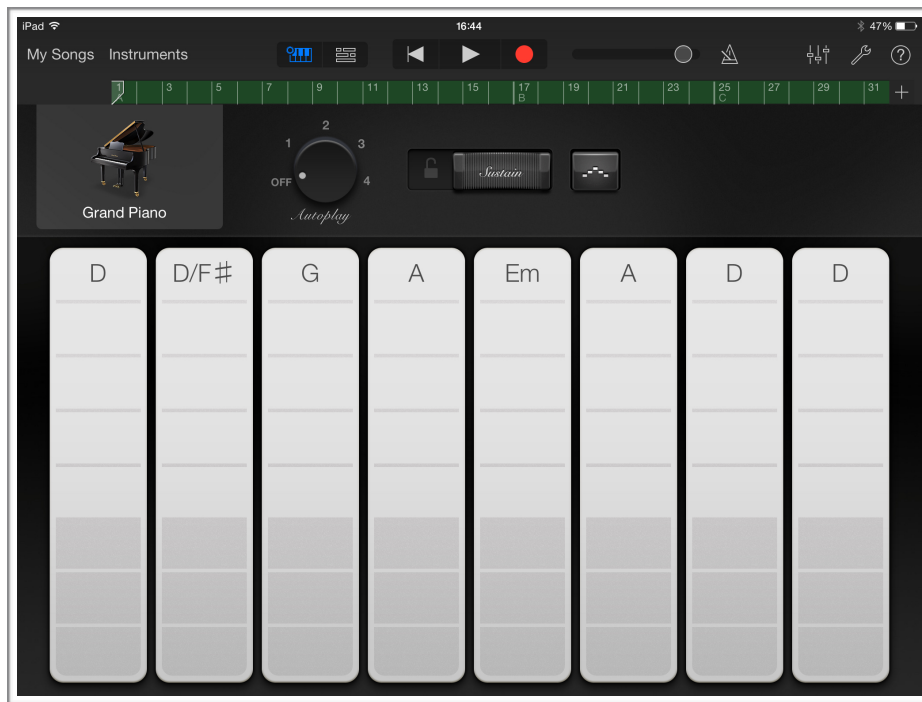 iPad 16:44 47%
My Songs Instruments ?
1 3 5 7 9 11 13 15 17 19 21 23 25 27 29 31 +
A B C
Grand Piano
OFF 1 2 3 4
Autoplay
Sustain
D D/F♯ G A Em A D D